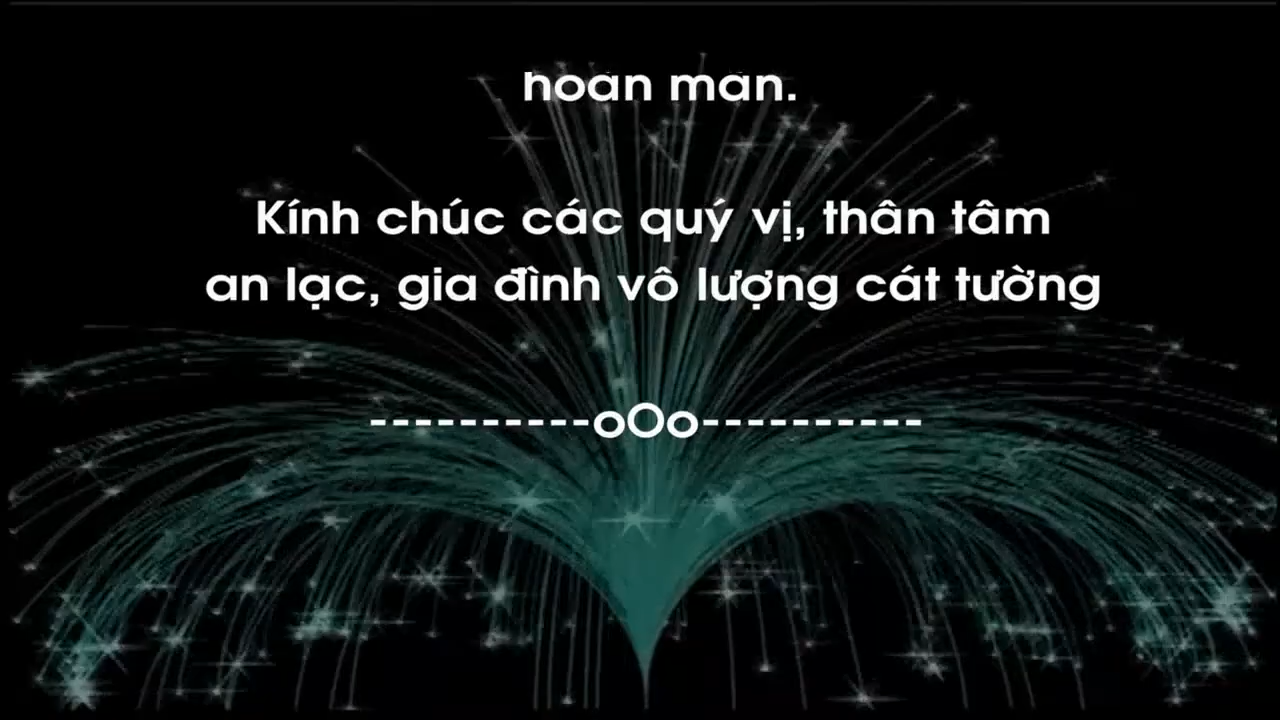 hoan man.
Kính chúc các quý vị, thân tâm
an lạc, gia đình vô lượng cát tường
----------oOo----------